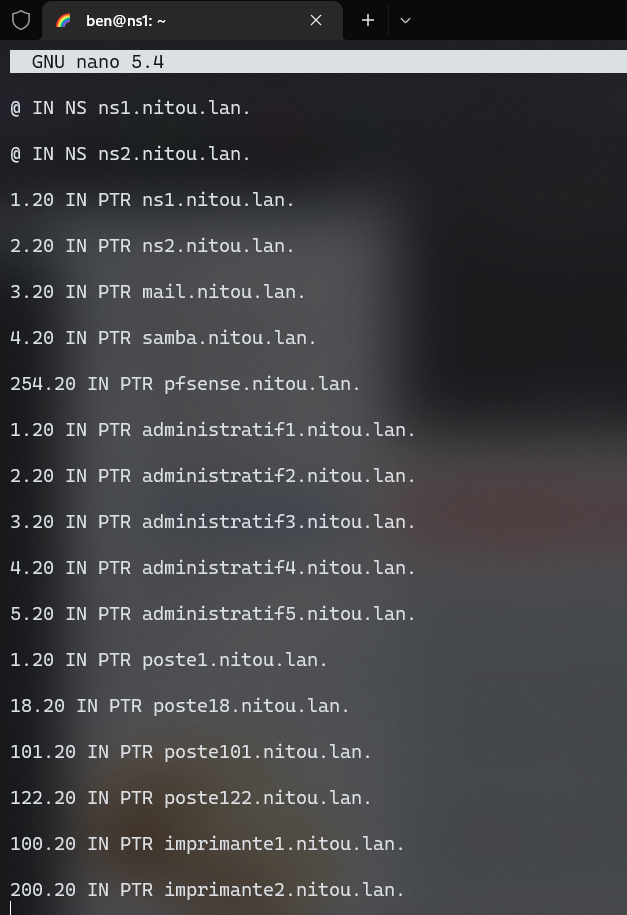 ben@ns1: ~
GNU nano 5.4
@ IN NS ns1.nitou.lan.
@ IN NS ns2.nitou.lan.
1.20 IN PTR ns1.nitou.lan.
2.20 IN PTR ns2.nitou.lan.
3.20 IN PTR mail.nitou.lan.
4.20 IN PTR samba.nitou.lan.
254.20 IN PTR pfsense.nitou.lan.
1.20 IN PTR administratif1.nitou.lan.
2.20 IN PTR administratif2.nitou.lan.
3.20 IN PTR administratif3.nitou.lan.
4.20 IN PTR administratif4.nitou.lan.
5.20 IN PTR administratif5.nitou.lan.
1.20 IN PTR poste1.nitou.lan.
18.20 IN PTR poste18.nitou.lan.
101.20 IN PTR poste101.nitou.lan.
122.20 IN PTR poste122.nitou.lan.
100.20 IN PTR imprimante1.nitou.lan.
200.20 IN PTR imprimante2.nitou.lan.